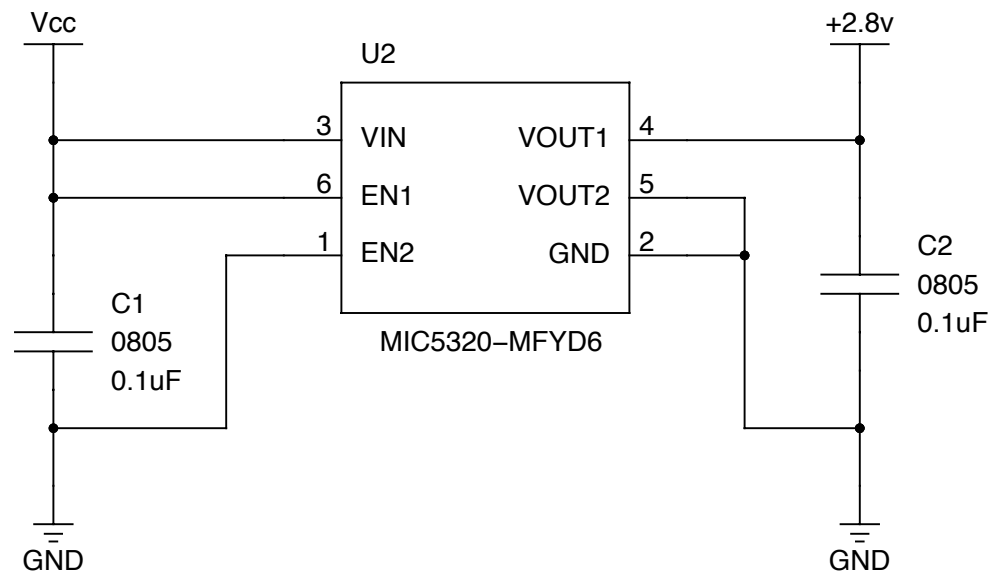 Vcc
+2.8v
U2
3 VIN VOUT1 4
6 EN1 VOUT2 5
1 EN2 GND 2
C1
0805
0.1uF
C2
0805
0.1uF
MIC5320–MFYD6
GND
GND